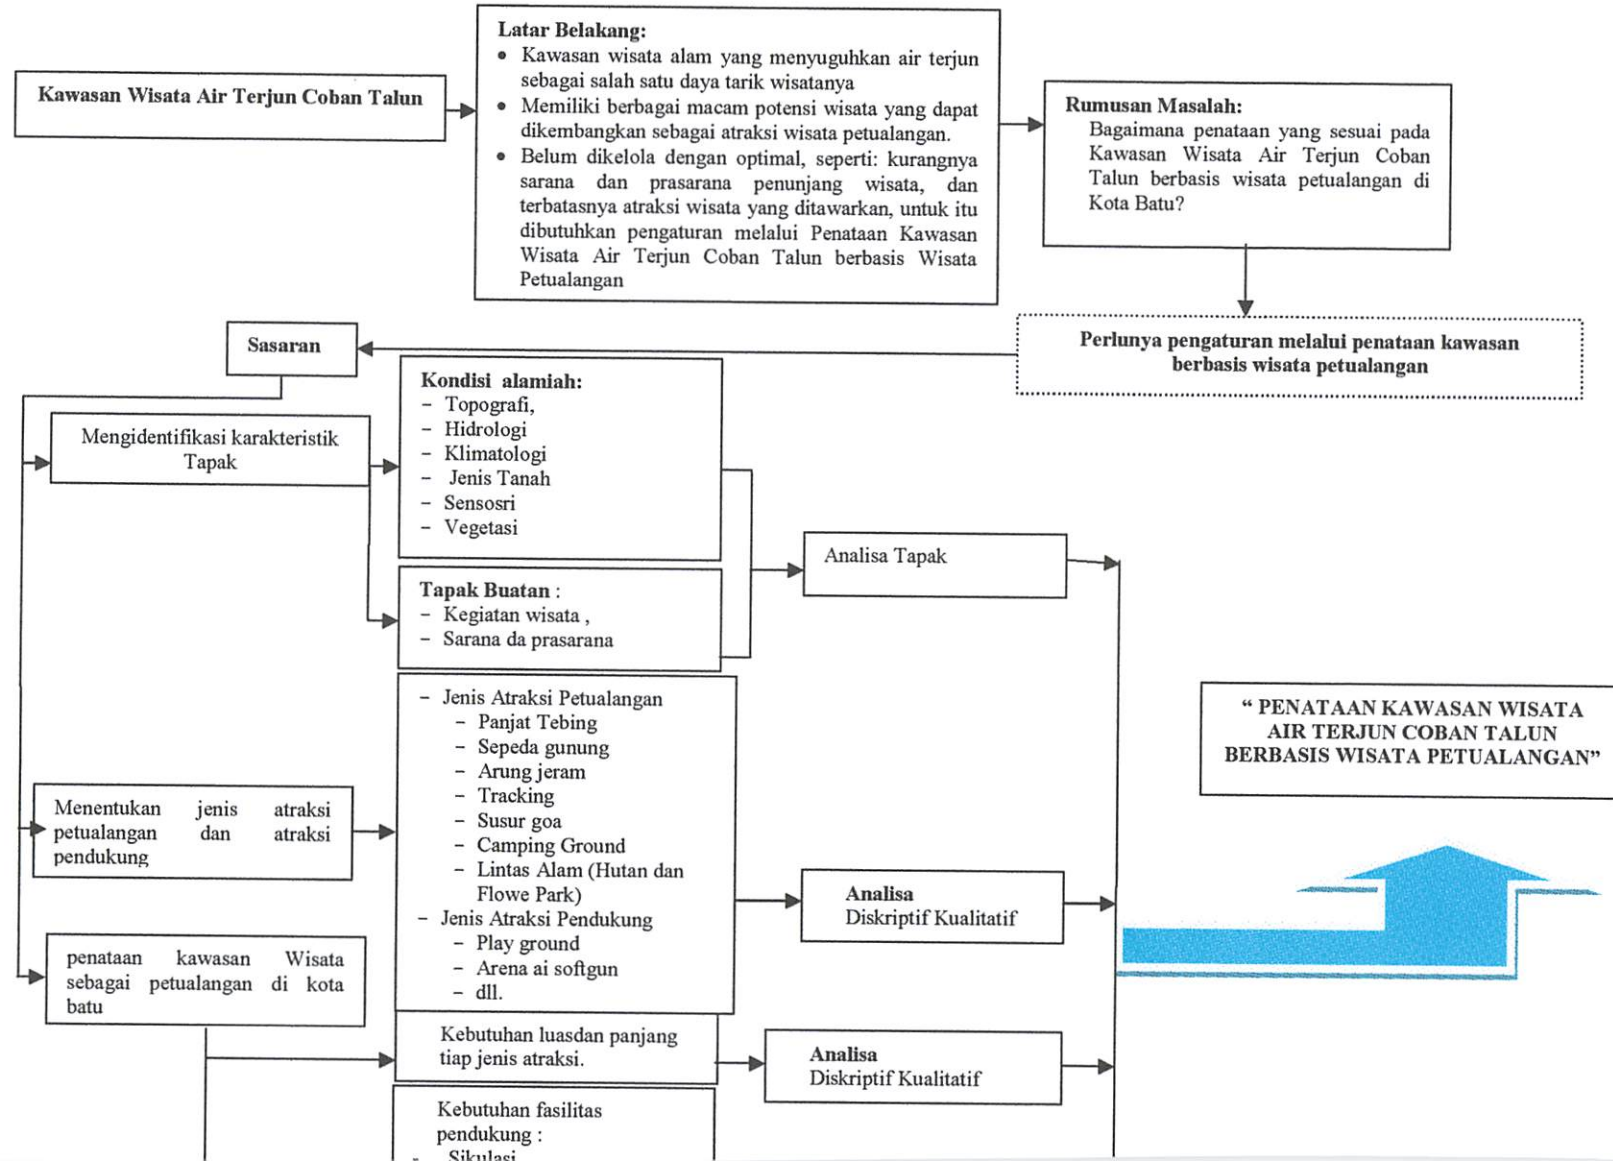 Kawasan Wisata Air Terjun Coban Talun
Latar Belakang:
• Kawasan wisata alam yang menyuguhkan air terjun
sebagai salah satu daya tarik wisatanya
• Memiliki berbagai macam potensi wisata yang dapat
dikembangkan sebagai atraksi wisata petualangan.
• Belum dikelola dengan optimal, seperti: kurangnya
sarana dan prasarana penunjang wisata, dan
terbatasnya atraksi wisata yang ditawarkan, untuk itu
dibutuhkan pengaturan melalui Penataan Kawasan
Wisata Air Terjun Coban Talun berbasis Wisata
Petualangan
Rumusan Masalah:
Bagaimana penataan yang sesuai pada
Kawasan Wisata Air Terjun Coban
Talun berbasis wisata petualangan di
Kota Batu?
Perlunya pengaturan melalui penataan kawasan
berbasis wisata petualangan
Sasaran
Mengidentifikasi karakteristik
Tapak
Kondisi alamiah:
- Topografi,
- Hidrologi
- Klimatologi
- Jenis Tanah
- Sensosri
- Vegetasi
Tapak Buatan :
- Kegiatan wisata ,
- Sarana da prasarana
Analisa Tapak
Menentukan jenis atraksi
petualangan dan atraksi
pendukung
- Jenis Atraksi Petualangan
- Panjat Tebing
- Sepeda gunung
- Arung jeram
- Tracking
- Susur goa
- Camping Ground
- Lintas Alam (Hutan dan
Flowe Park)
- Jenis Atraksi Pendukung
- Play ground
- Arena ai softgun
- dll.
Analisa
Diskriptif Kualitatif
penataan kawasan Wisata
sebagai petualangan di kota
batu
Kebutuhan luasdan panjang
tiap jenis atraksi.
Analisa
Diskriptif Kualitatif
Kebutuhan fasilitas
pendukung :
- Sikulasi
“ PENATAAN KAWASAN WISATA
AIR TERJUN COBAN TALUN
BERBASIS WISATA PETUALANGAN”